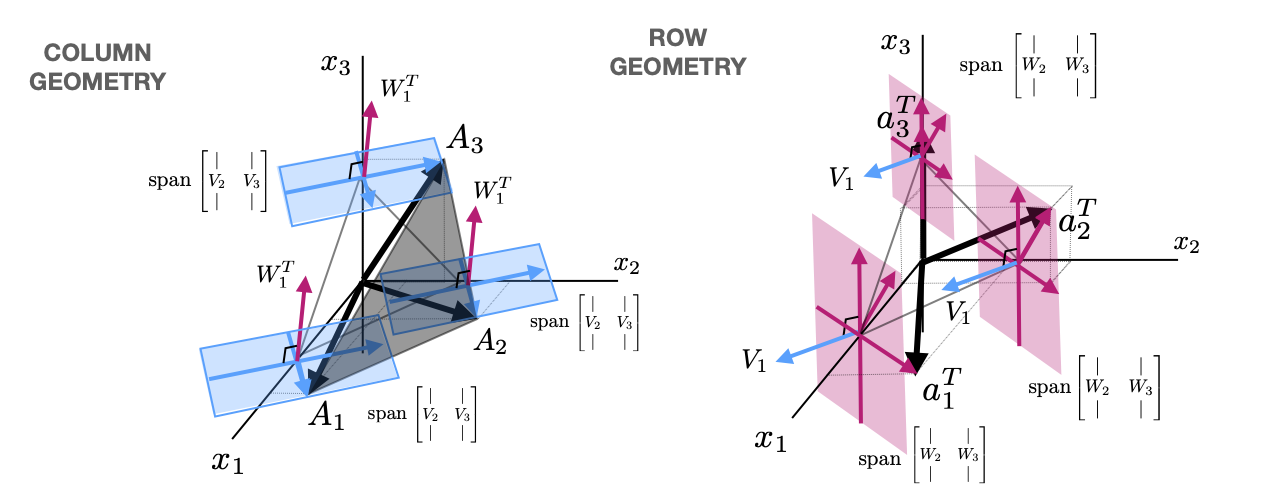 COLUMN
GEOMETRY
x₃
W₁ᵀ
A₃
span [V₂ V₃]
W₁ᵀ
W₁ᵀ
x₂
span [V₂ V₃]
A₂
A₁
span [V₂ V₃]
x₁
ROW
GEOMETRY
x₃
span [W₂ W₃]
a₃ᵀ
V₁
a₂ᵀ
x₂
V₁
V₁
a₁ᵀ
span [W₂ W₃]
x₁
span [W₂ W₃]